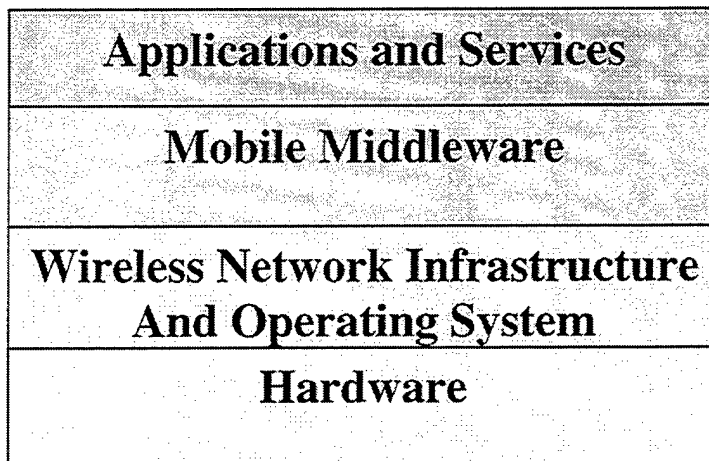 Applications and Services
Mobile Middleware
Wireless Network Infrastructure
And Operating System
Hardware